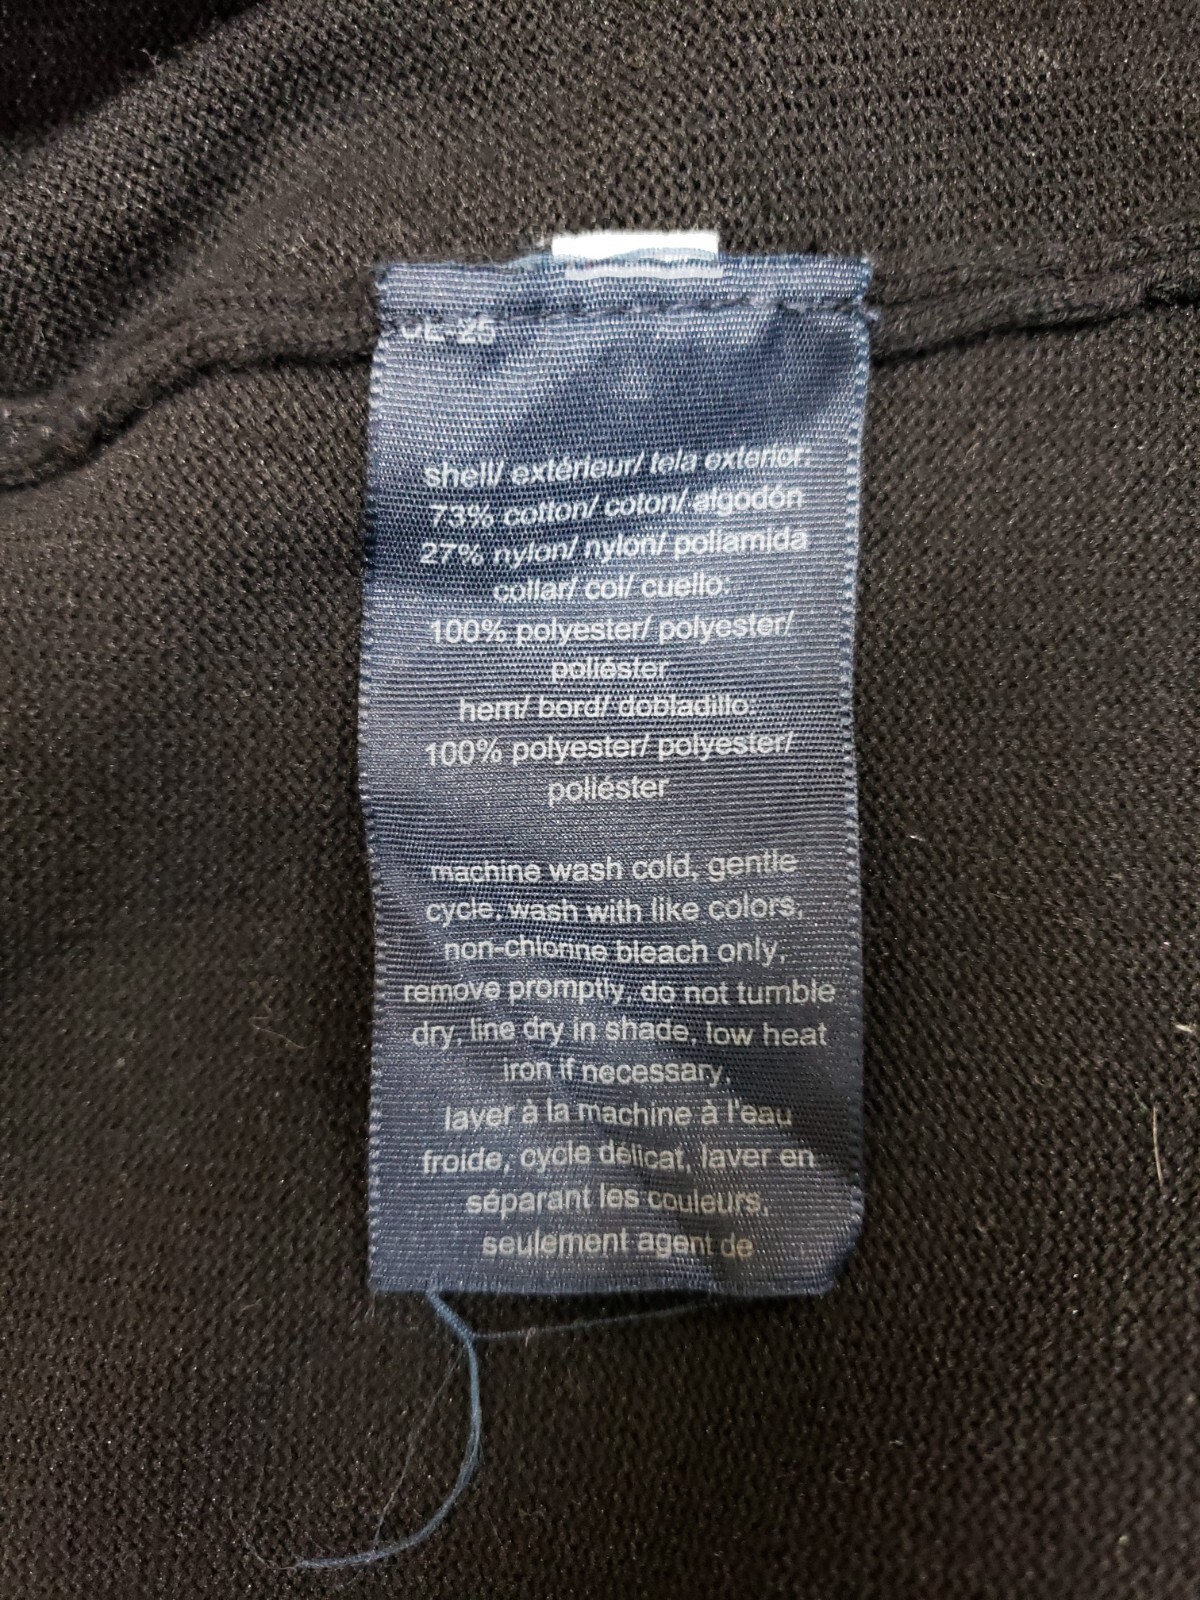 shell/ extérieur/ tela exterior:
73% cotton/ coton/ algodón
27% nylon/ nylon/ poliamida
collar/ col/ cuello:
100% polyester/ polyester/
poliéster
hem/ bord/ dobladillo:
100% polyester/ polyester/
poliéster
machine wash cold, gentle
cycle, wash with like colors,
non-chlorine bleach only,
remove promptly, do not tumble
dry, line dry in shade, low heat
iron if necessary.
laver à la machine à l'eau
froide, cycle délicat, laver en
séparant les couleurs,
seulement agent de